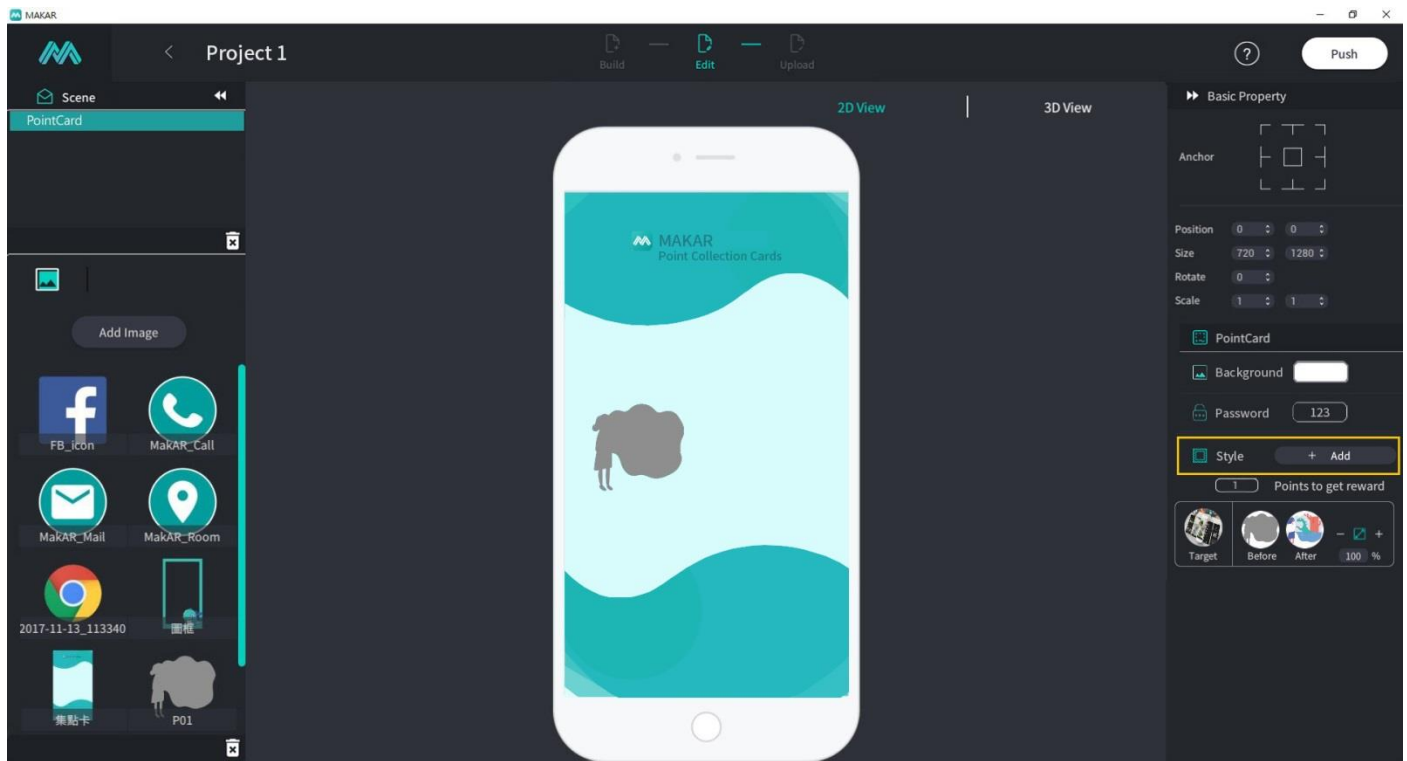 MAKAR
Project 1
Build
Edit
Upload
?
Push
Scene
PointCard
Add Image
FB_icon
MakAR_Call
MakAR_Mail
MakAR_Room
2017-11-13_113340
圖框
集點卡
P01
2D View
3D View
MAKAR
Point Collection Cards
Basic Property
Anchor
Position 0 0
Size 720 1280
Rotate 0
Scale 1 1
PointCard
Background
Password 123
Style + Add
1 Points to get reward
Target
Before
After
100 %